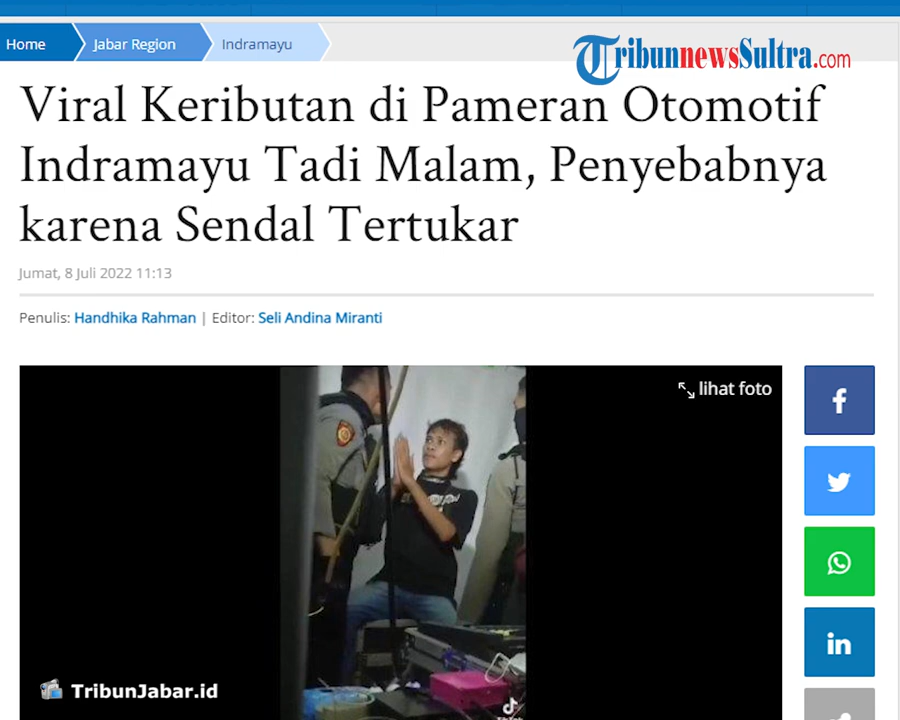 Home Jabar Region Indramayu
TribunnewsSultra.com
Viral Keributan di Pameran Otomotif
Indramayu Tadi Malam, Penyebabnya
karena Sendal Tertukar
Jumat, 8 Juli 2022 11:13
Penulis: Handhika Rahman | Editor: Seli Andina Miranti
lihat foto
TribunJabar.id